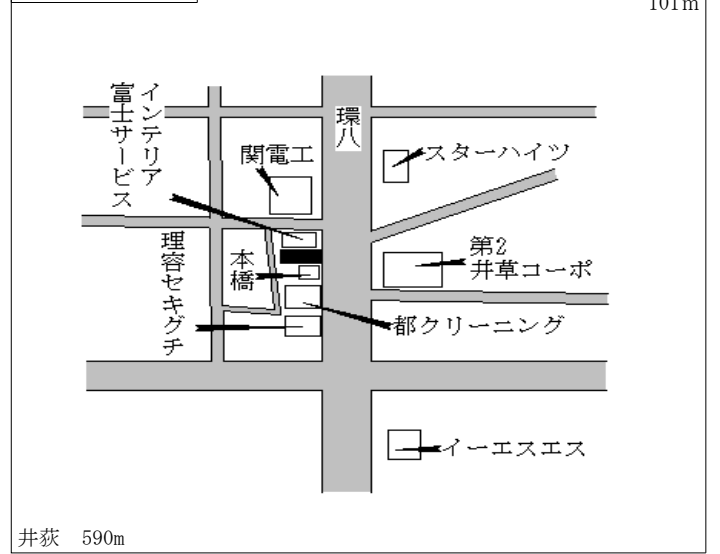 101m
インテリア
富士サービス
環八
関電工
スターハイツ
理容セキグチ
本橋
第2
井草コーポ
都クリーニング
イーエスエス
井荻　590m